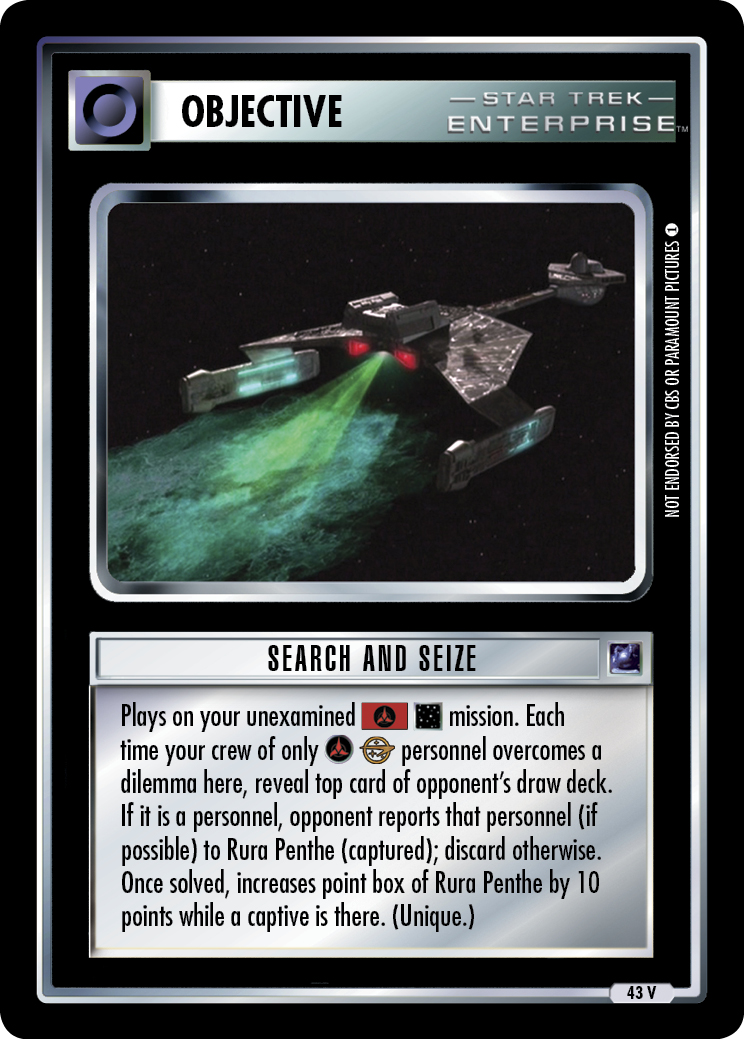 OBJECTIVE
— STAR TREK —
ENTERPRISE™
NOT ENDORSED BY CBS OR PARAMOUNT PICTURES 1
SEARCH AND SEIZE
Plays on your unexamined mission. Each
time your crew of only personnel overcomes a
dilemma here, reveal top card of opponent's draw deck.
If it is a personnel, opponent reports that personnel (if
possible) to Rura Penthe (captured); discard otherwise.
Once solved, increases point box of Rura Penthe by 10
points while a captive is there. (Unique.)
43 V